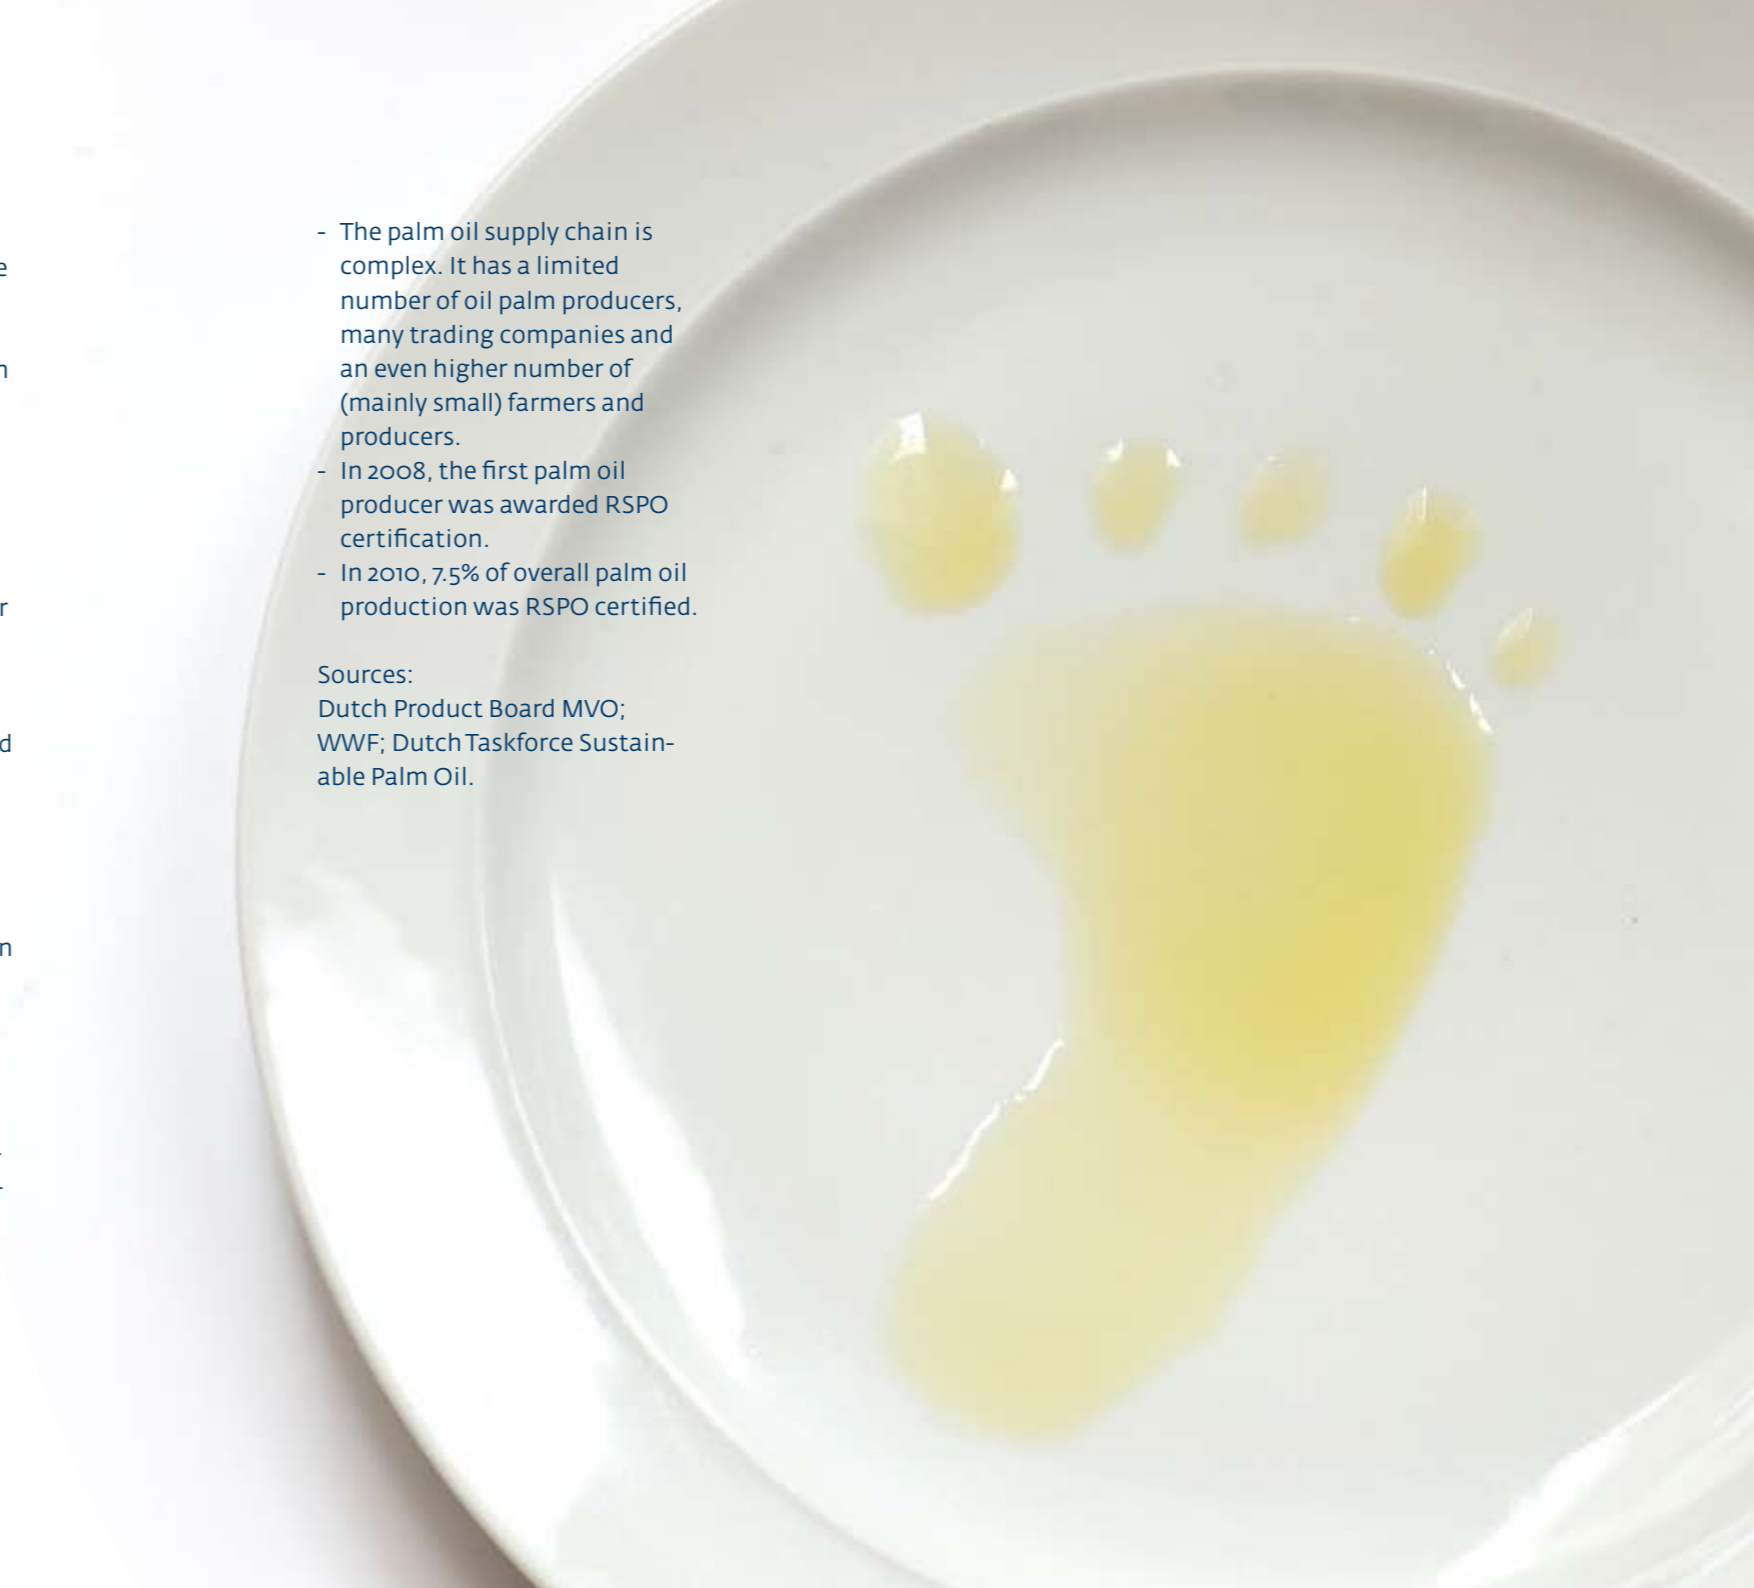 - The palm oil supply chain is
complex. It has a limited
number of oil palm producers,
many trading companies and
an even higher number of
(mainly small) farmers and
producers.
- In 2008, the first palm oil
producer was awarded RSPO
certification.
- In 2010, 7.5% of overall palm oil
production was RSPO certified.
Sources:
Dutch Product Board MVO;
WWF; Dutch Taskforce Sustain-
able Palm Oil.